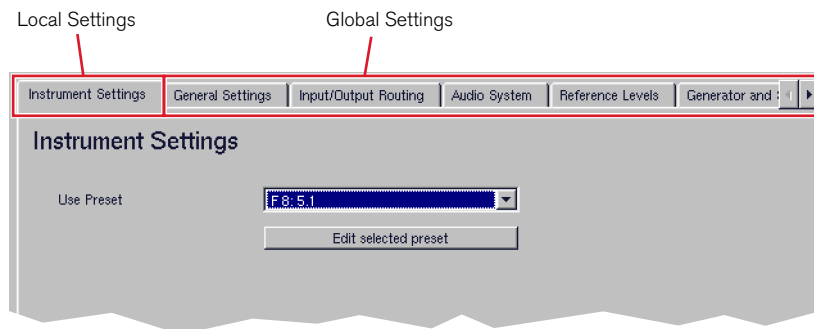 Local Settings Global Settings
Instrument Settings General Settings Input/Output Routing Audio System Reference Levels Generator and
Instrument Settings
Use Preset F 8: 5.1
Edit selected preset